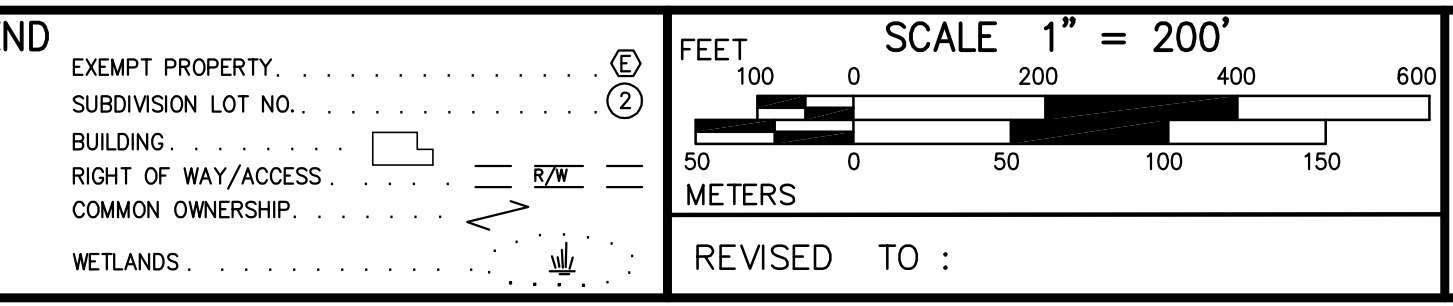 END
EXEMPT PROPERTY. . . . . . . . . . . . . . . E
SUBDIVISION LOT NO. . . . . . . . . . . . . . 2
BUILDING. . . . . . . .
RIGHT OF WAY/ACCESS . . . . . R/W
COMMON OWNERSHIP. . . . . . .
WETLANDS . . . . . . . . . . . . .
SCALE 1" = 200'
FEET
100 0 200 400 600
50 0 50 100 150
METERS
REVISED TO :